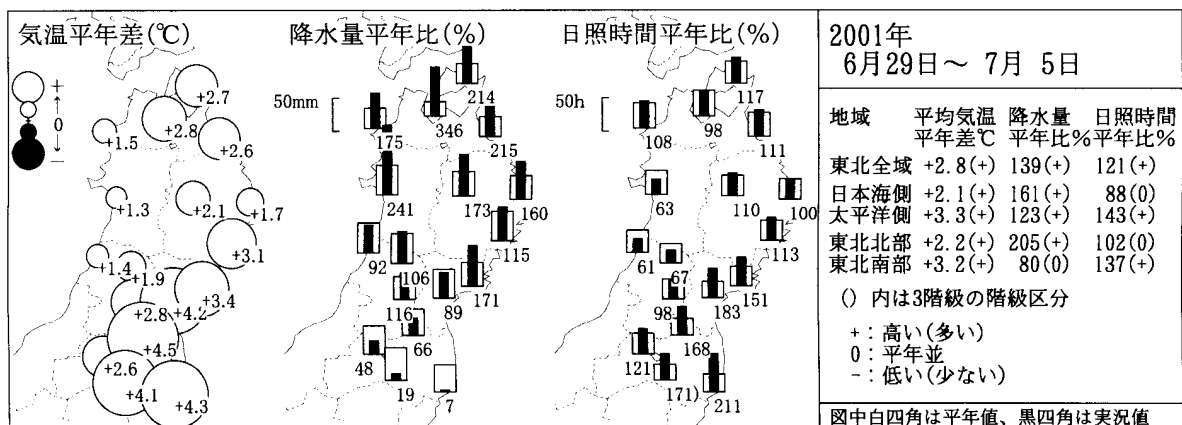 気温平年差(℃)
+
↑
0
↓
−
+2.7
+2.8
+1.5
+2.6
+1.3
+2.1
+1.7
+3.1
+1.4
+1.9
+3.4
+2.8
+4.2
+4.5
+2.6
+4.1
+4.3
降水量平年比(%)
50mm
214
346
175
215
241
173
160
115
92
106
171
116
89
66
48
19
7
日照時間平年比(%)
50h
117
98
108
111
63
110
100
113
61
67
151
98
183
168
121
171)
211
2001年
6月29日～ 7月 5日
地域 平均気温 降水量 日照時間
平年差℃ 平年比% 平年比%
東北全域 +2.8(+) 139(+) 121(+)
日本海側 +2.1(+) 161(+) 88(0)
太平洋側 +3.3(+) 123(+) 143(+)
東北北部 +2.2(+) 205(+) 102(0)
東北南部 +3.2(+) 80(0) 137(+)
() 内は3階級の階級区分
+：高い(多い)
0：平年並
−：低い(少ない)
図中白四角は平年値、黒四角は実況値